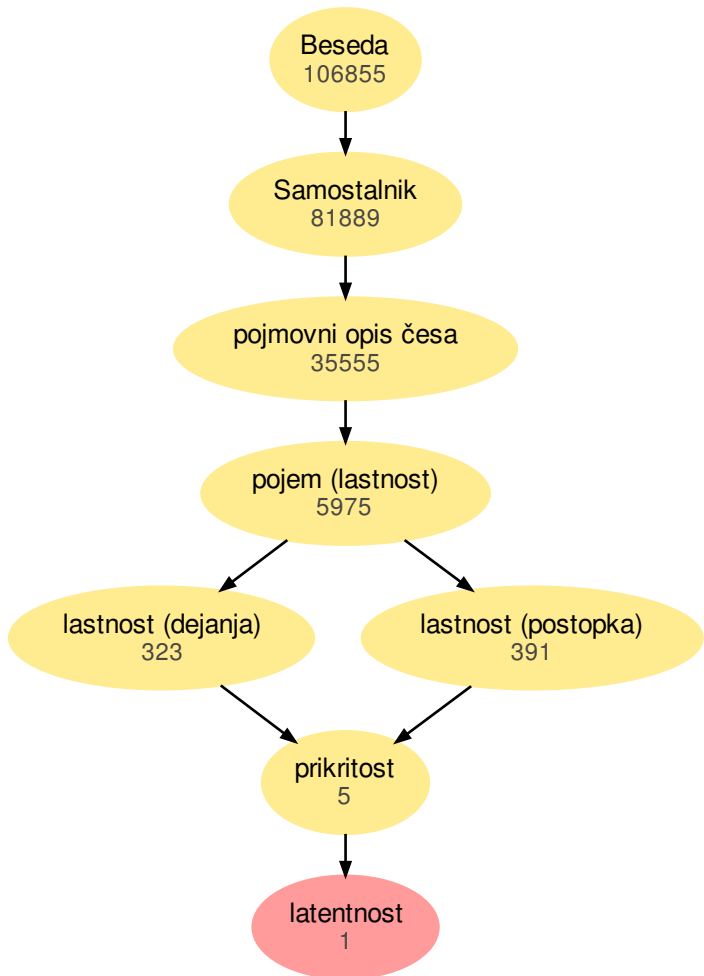 Beseda
106855
Samostalnik
81889
pojmovni opis česa
35555
pojem (lastnost)
5975
lastnost (dejanja)
323
lastnost (postopka)
391
prikritost
5
latentnost
1